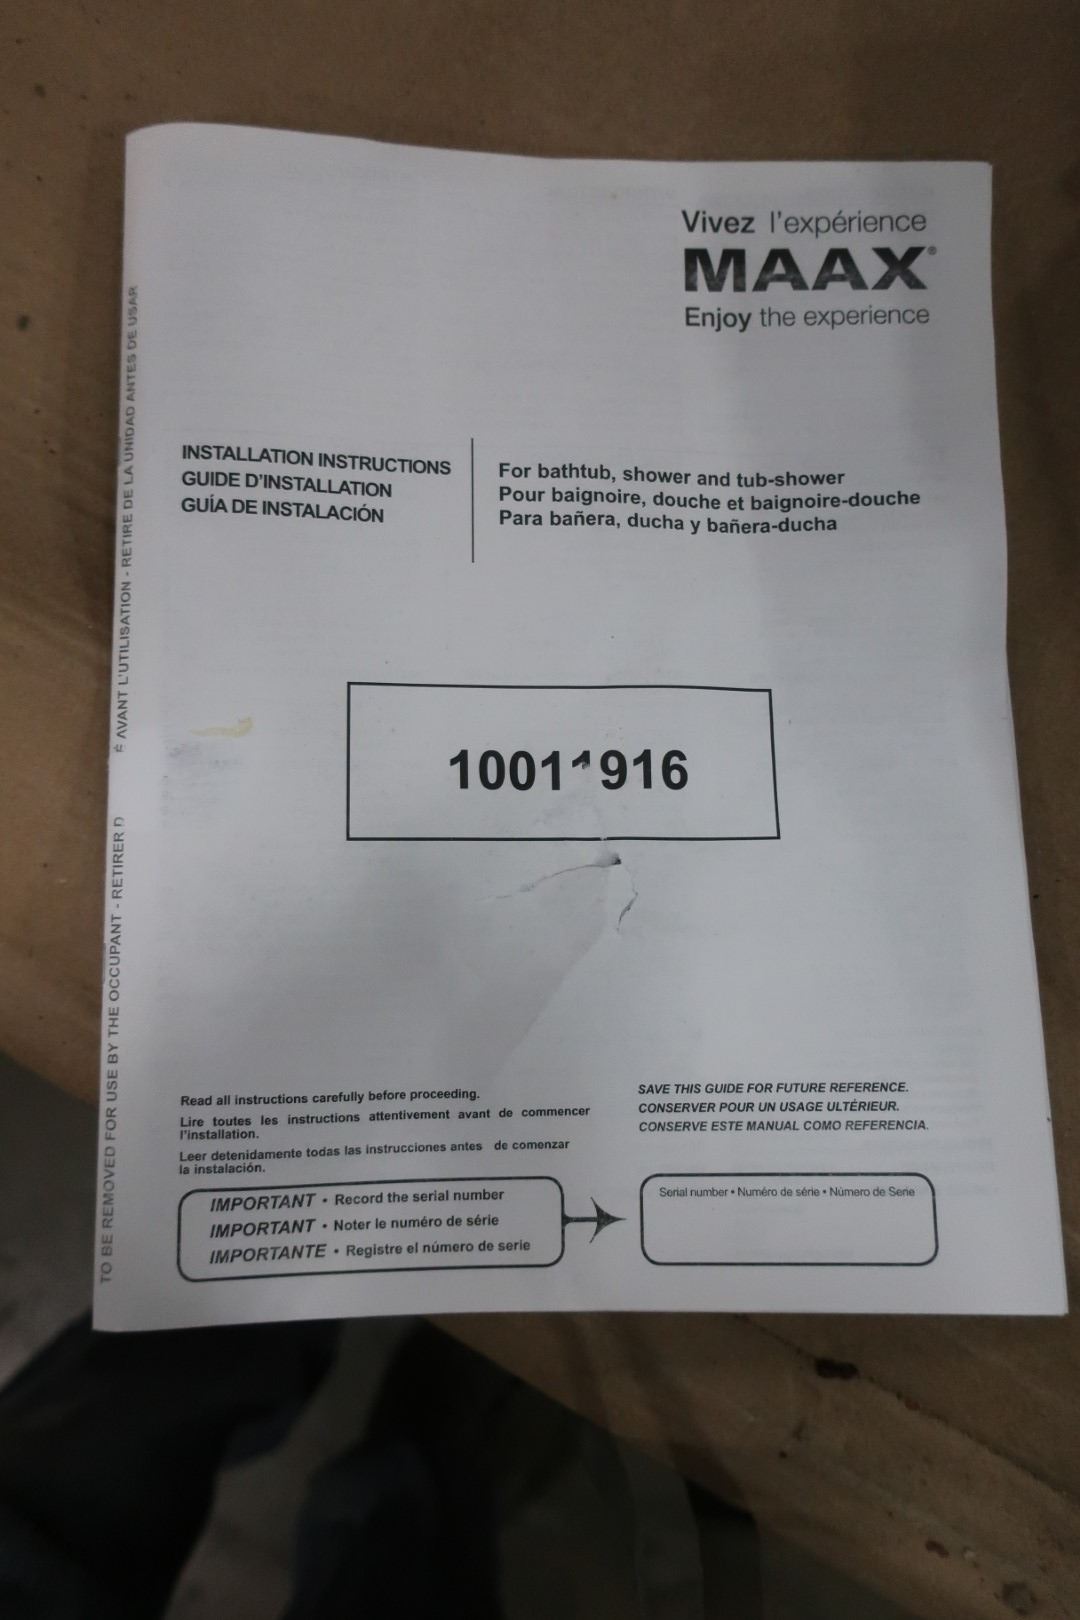 Vivez l'expérience
MAAX®
Enjoy the experience
INSTALLATION INSTRUCTIONS
GUIDE D'INSTALLATION
GUÍA DE INSTALACIÓN
For bathtub, shower and tub-shower
Pour baignoire, douche et baignoire-douche
Para bañera, ducha y bañera-ducha
10011916
TO BE REMOVED FOR USE BY THE OCCUPANT - RETIRER D
É AVANT L'UTILISATION - RETIRE DE LA UNIDAD ANTES DE USAR
Read all instructions carefully before proceeding.
Lire toutes les instructions attentivement avant de commencer
l'installation.
Leer detenidamente todas las instrucciones antes de comenzar
la instalación.
SAVE THIS GUIDE FOR FUTURE REFERENCE.
CONSERVER POUR UN USAGE ULTÉRIEUR.
CONSERVE ESTE MANUAL COMO REFERENCIA.
IMPORTANT • Record the serial number
IMPORTANT • Noter le numéro de série
IMPORTANTE • Registre el número de serie
Serial number • Numéro de série • Número de Serie